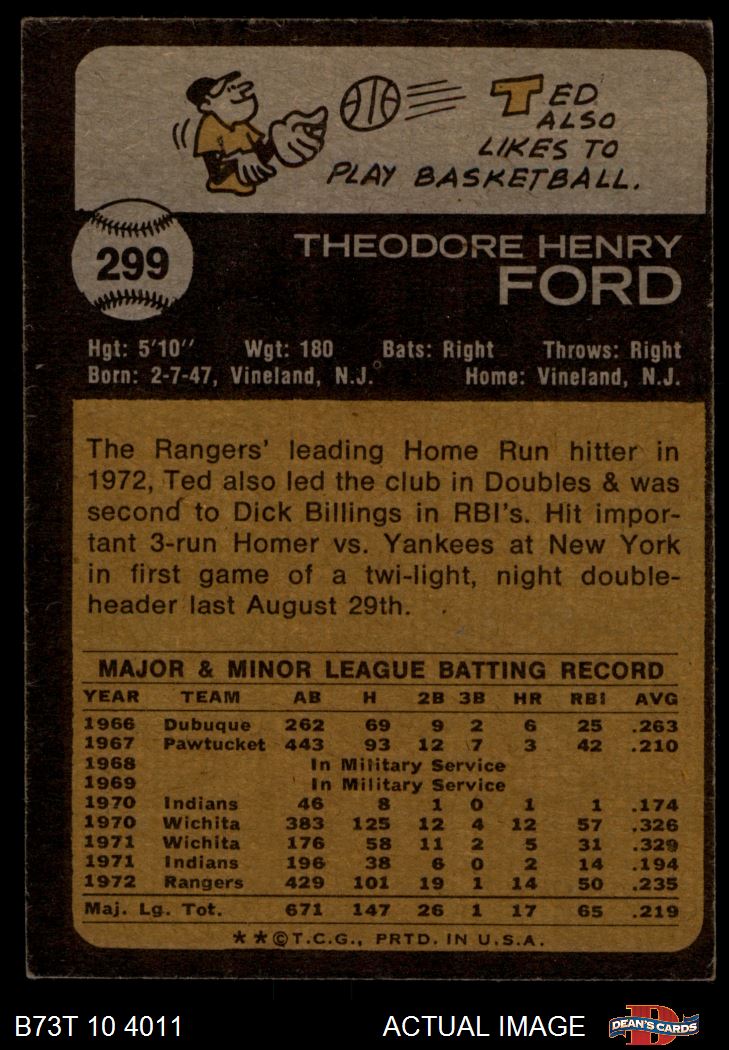 TED
ALSO
LIKES TO
PLAY BASKETBALL.
299
THEODORE HENRY
FORD
Hgt: 5'10" Wgt: 180 Bats: Right Throws: Right
Born: 2-7-47, Vineland, N.J. Home: Vineland, N.J.
The Rangers' leading Home Run hitter in
1972, Ted also led the club in Doubles & was
second to Dick Billings in RBI's. Hit impor-
tant 3-run Homer vs. Yankees at New York
in first game of a twi-light, night double-
header last August 29th.
MAJOR & MINOR LEAGUE BATTING RECORD
YEAR TEAM AB H 2B 3B HR RBI AVG
1966 Dubuque 262 69 9 2 6 25 .263
1967 Pawtucket 443 93 12 7 3 42 .210
1968 In Military Service
1969 In Military Service
1970 Indians 46 8 1 0 1 1 .174
1970 Wichita 383 125 12 4 12 57 .326
1971 Wichita 176 58 11 2 5 31 .329
1971 Indians 196 38 6 0 2 14 .194
1972 Rangers 429 101 19 1 14 50 .235
Maj. Lg. Tot. 671 147 26 1 17 65 .219
**©T.C.G., PRTD. IN U.S.A.
B73T 10 4011 ACTUAL IMAGE DEAN'S CARDS